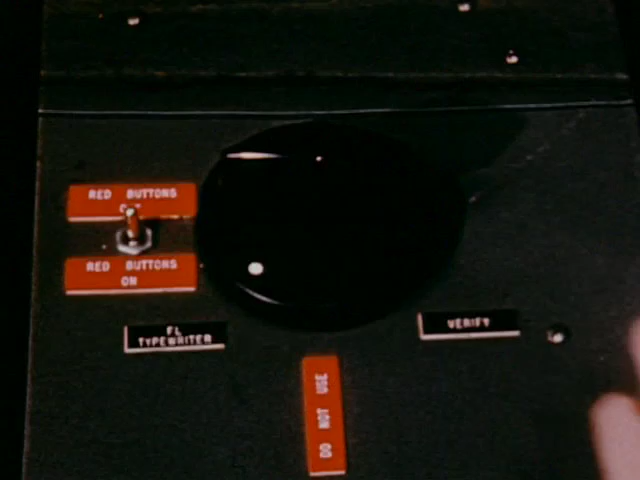 RED BUTTONS
RED BUTTONS
ON
FL
TYPEWRITER
VERIFY
DO NOT USE